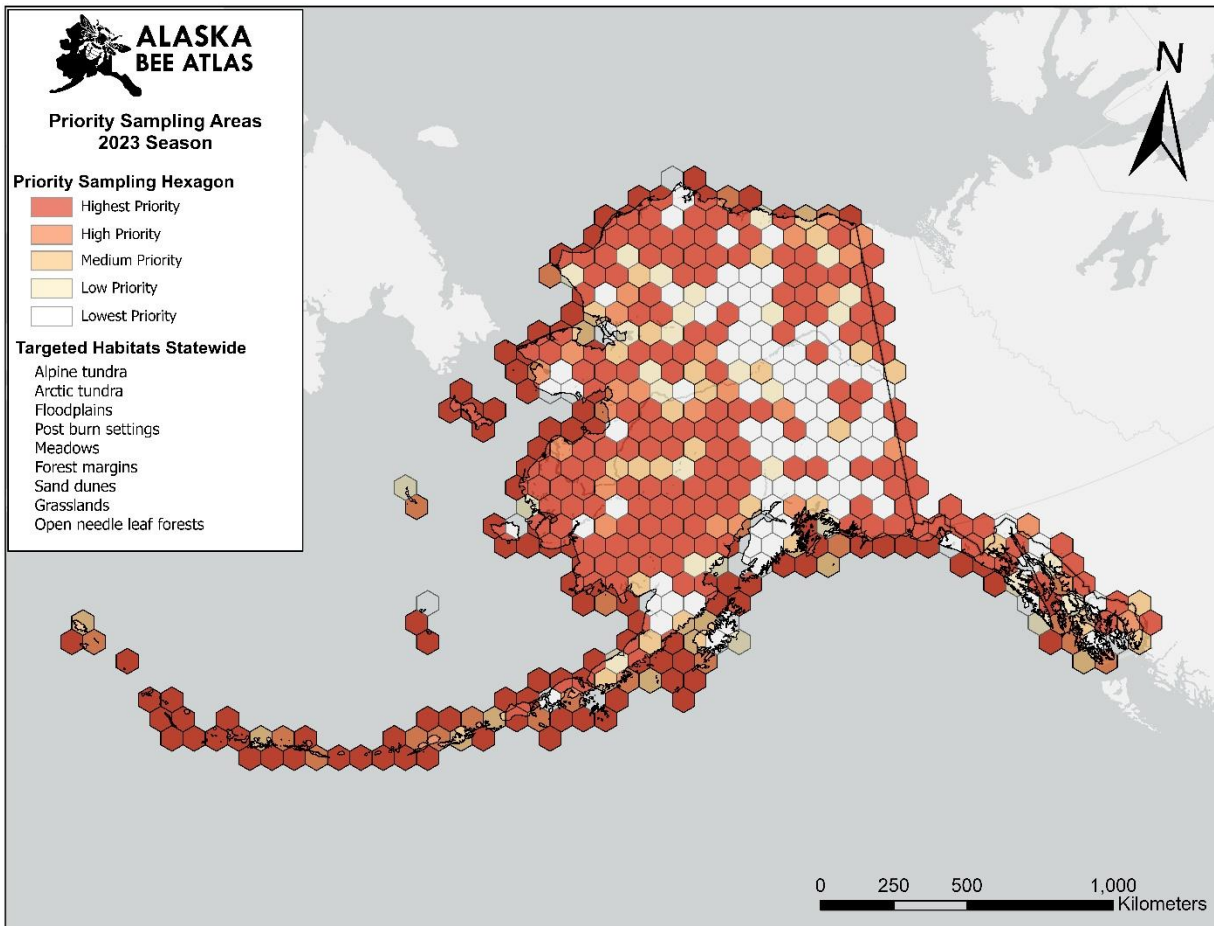 ALASKA
BEE ATLAS
Priority Sampling Areas
2023 Season
Priority Sampling Hexagon
Highest Priority
High Priority
Medium Priority
Low Priority
Lowest Priority
Targeted Habitats Statewide
Alpine tundra
Arctic tundra
Floodplains
Post burn settings
Meadows
Forest margins
Sand dunes
Grasslands
Open needle leaf forests
N
0 250 500 1,000
Kilometers